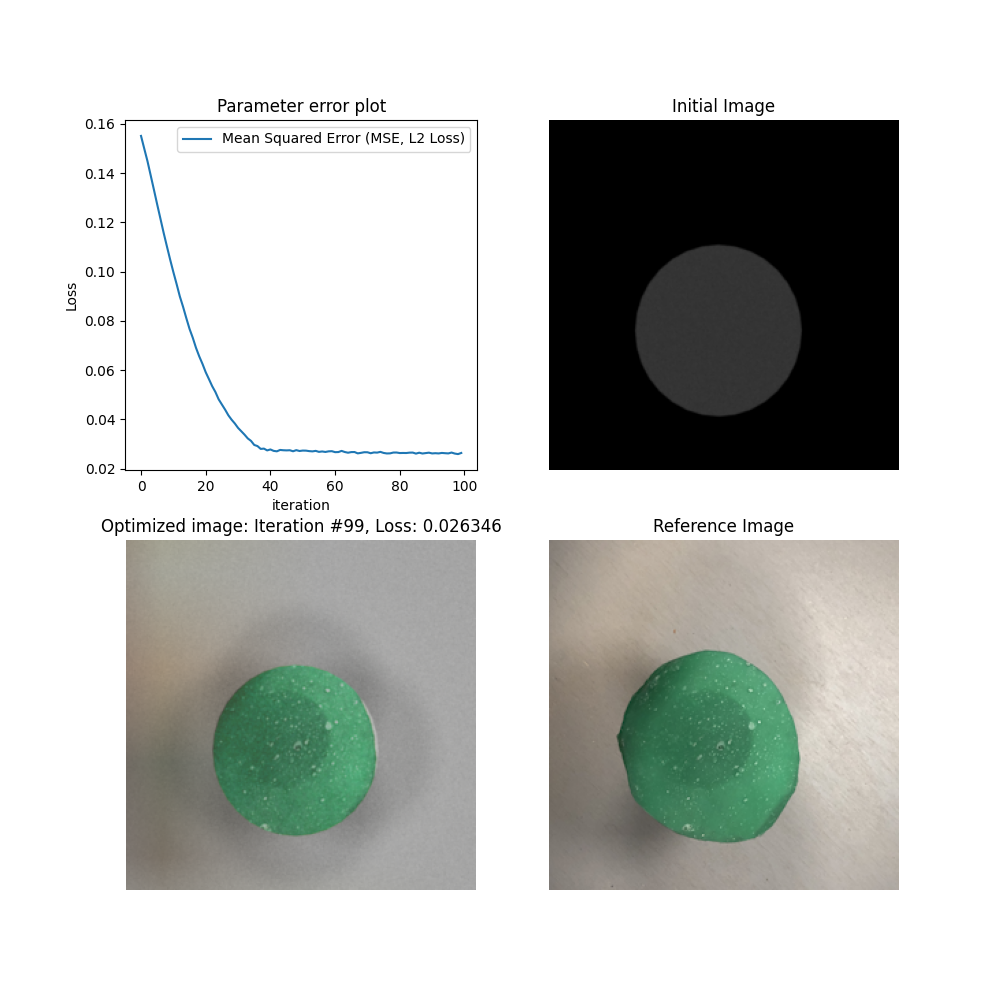 Parameter error plot
0.16
0.14
0.12
0.10
0.08
0.06
0.04
0.02
Loss
Mean Squared Error (MSE, L2 Loss)
0 20 40 60 80 100
iteration
Initial Image
Optimized image: Iteration #99, Loss: 0.026346
Reference Image